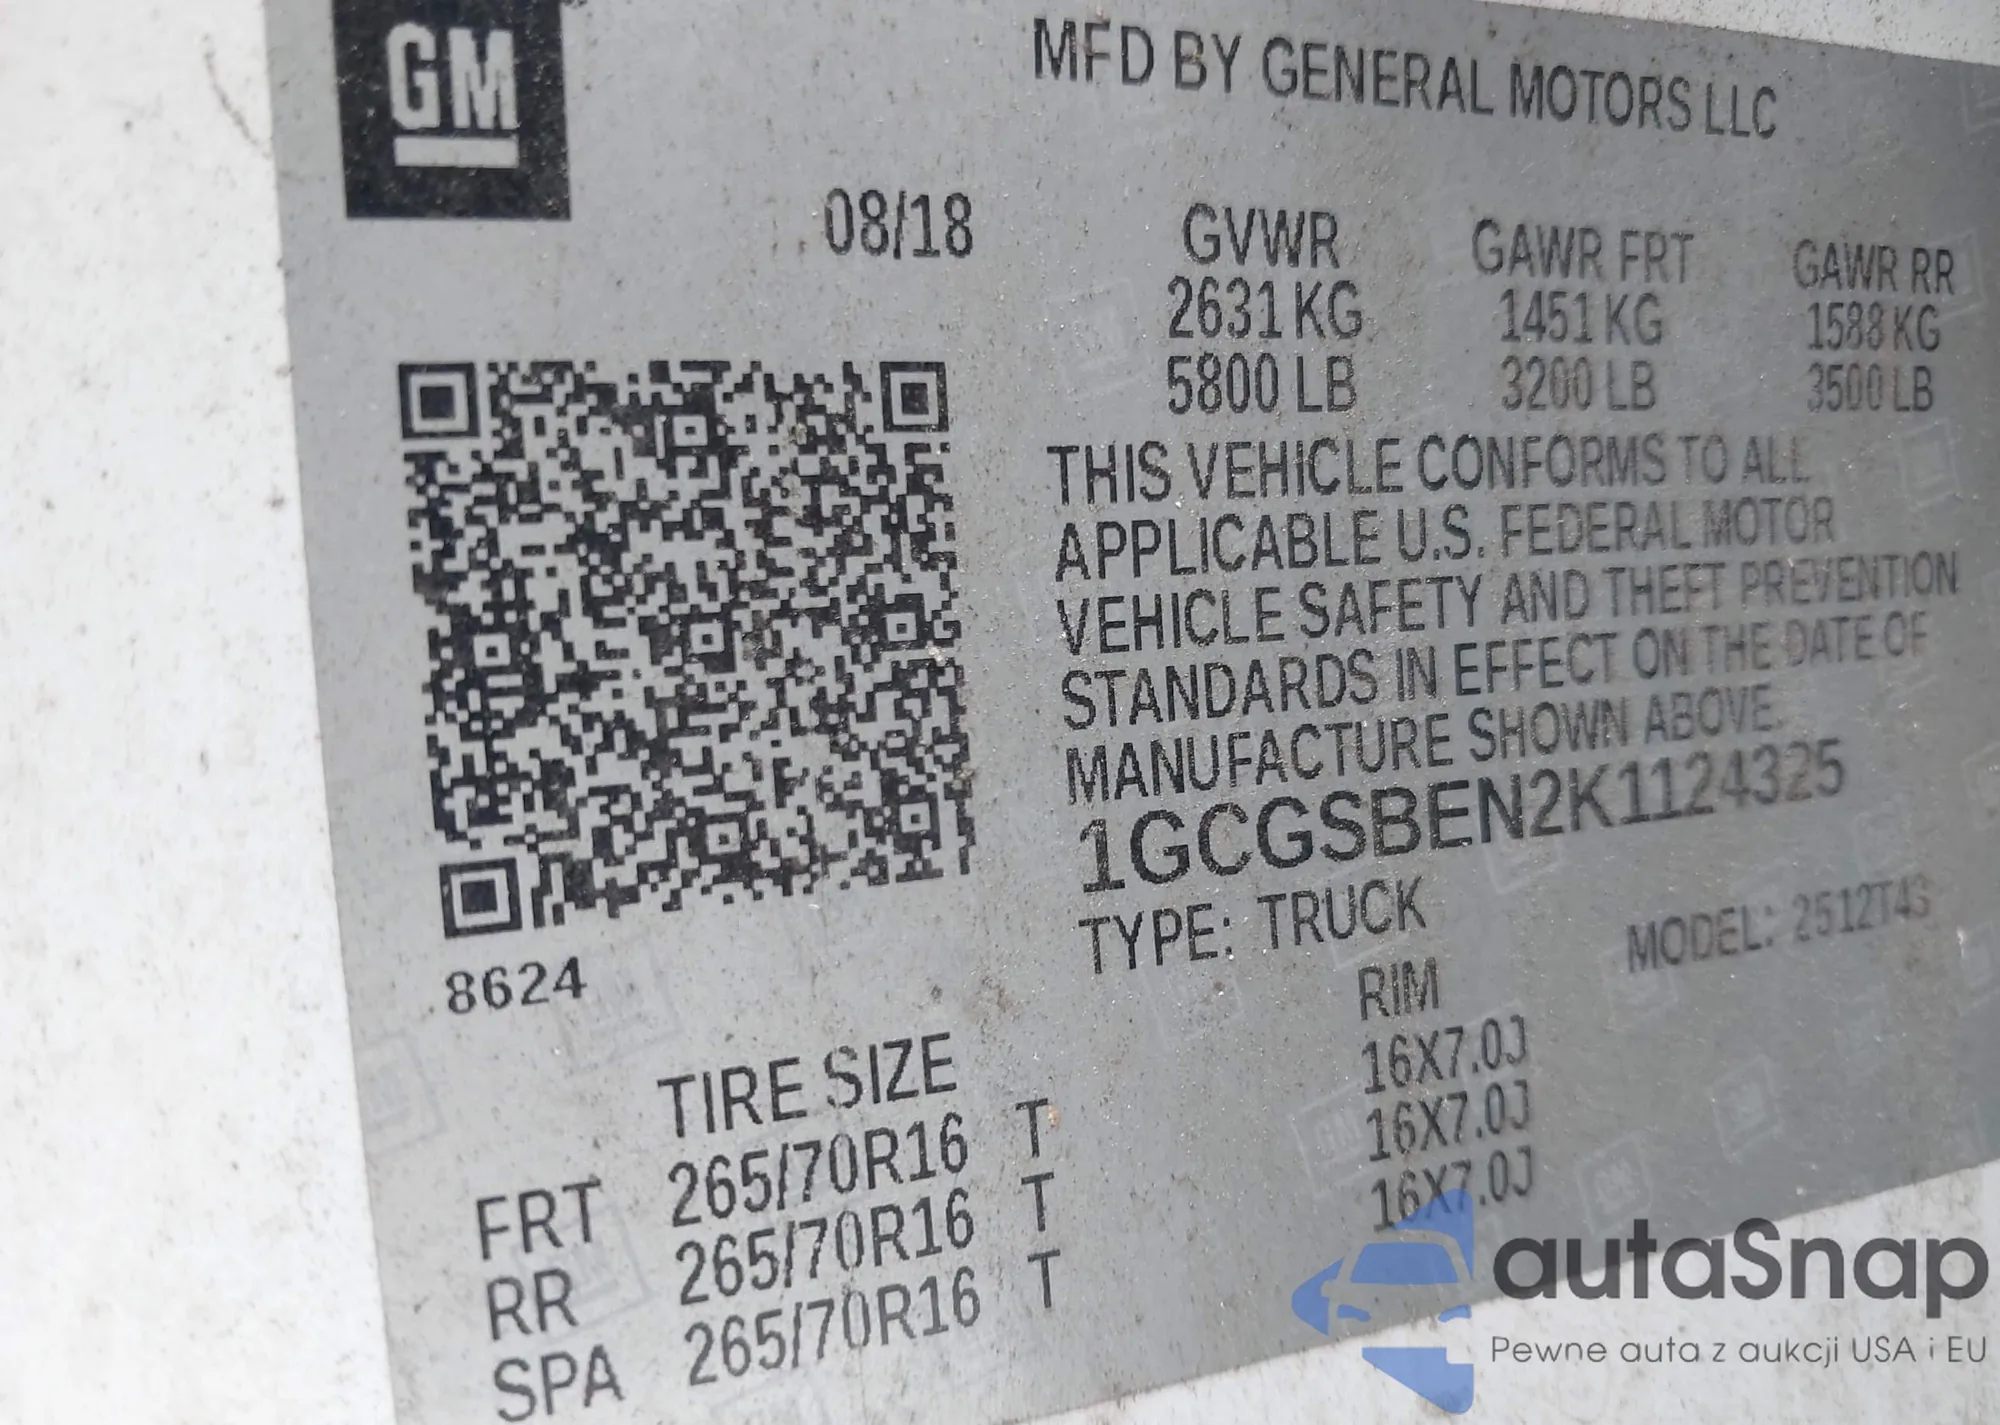 GM
MFD BY GENERAL MOTORS LLC
08/18
GVWR GAWR FRT GAWR RR
2631 KG 1451 KG 1588 KG
5800 LB 3200 LB 3500 LB
THIS VEHICLE CONFORMS TO ALL
APPLICABLE U.S. FEDERAL MOTOR
VEHICLE SAFETY AND THEFT PREVENTION
STANDARDS IN EFFECT ON THE DATE OF
MANUFACTURE SHOWN ABOVE.
1GCGSBEN2K1124325
TYPE: TRUCK MODEL: 2512T43
8624
TIRE SIZE RIM
FRT 265/70R16 T 16X7.0J
RR 265/70R16 T 16X7.0J
SPA 265/70R16 T 16X7.0J
autaSnap
Pewne auta z aukcji USA i EU